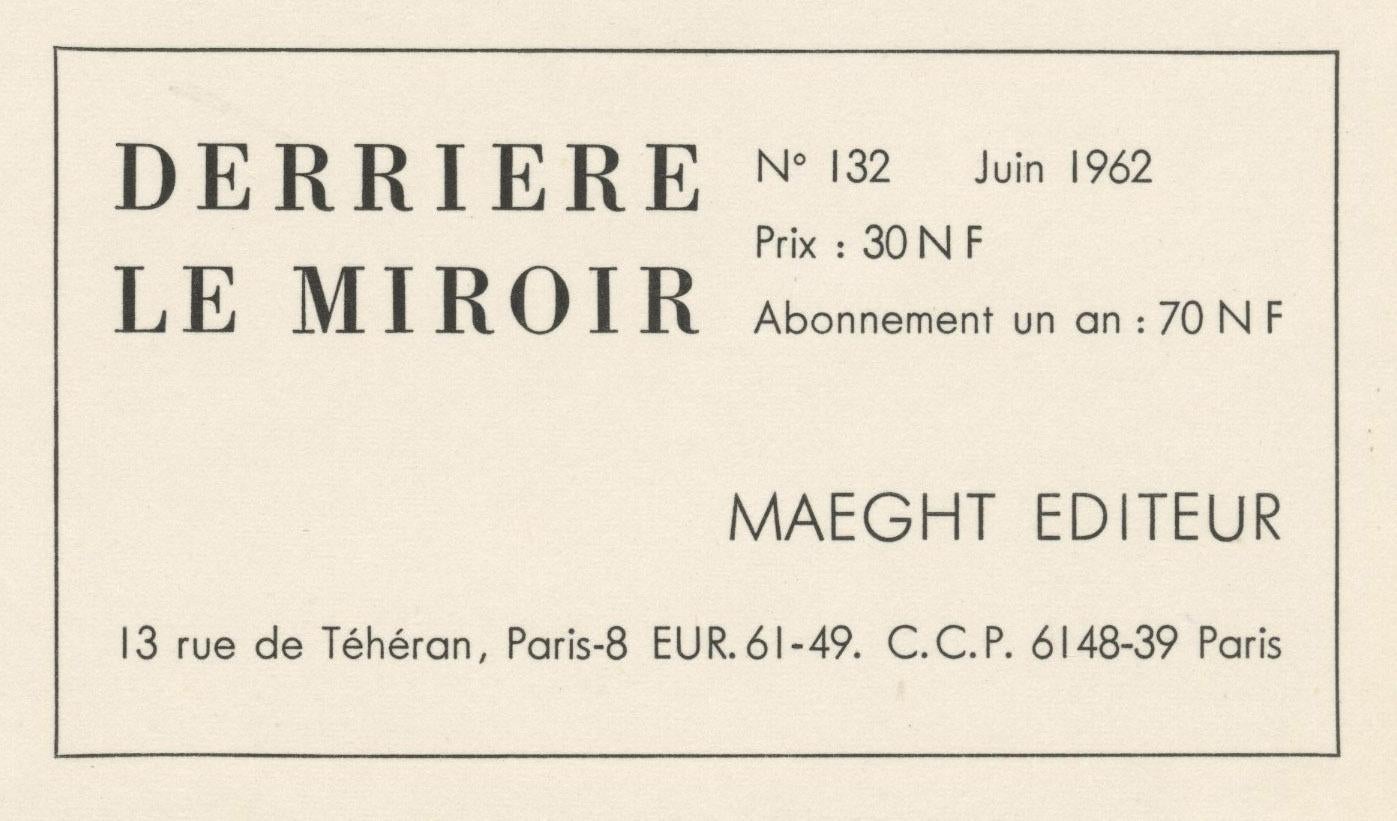 DERRIERE
LE MIROIR
N° 132 Juin 1962
Prix : 30 N F
Abonnement un an : 70 N F
MAEGHT EDITEUR
13 rue de Téhéran, Paris-8 EUR. 61-49. C.C.P. 6148-39 Paris